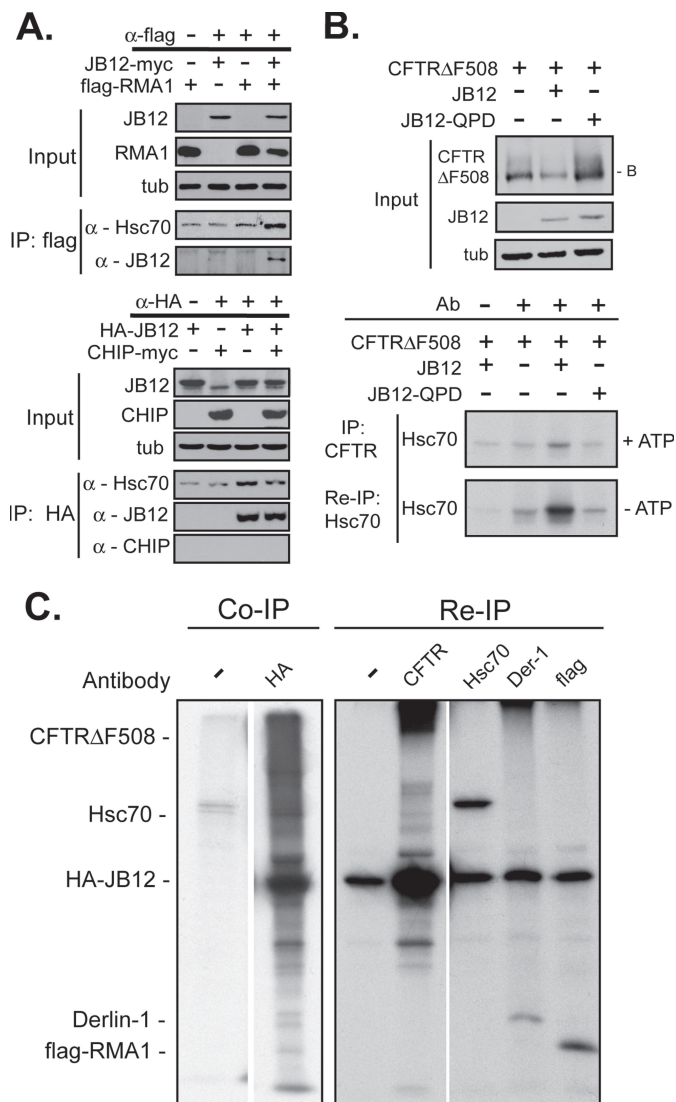 A.
α-flag - + + +
JB12-myc - + - +
flag-RMA1 + - + +
Input
JB12
RMA1
tub
IP: flag
α - Hsc70
α - JB12
α-HA - + + +
HA-JB12 + - + +
CHIP-myc - + - +
Input
JB12
CHIP
tub
IP: HA
α - Hsc70
α - JB12
α - CHIP
B.
CFTRΔF508 + + +
JB12 - + -
JB12-QPD - - +
Input
CFTR
ΔF508
- B
JB12
tub
Ab - + + +
CFTRΔF508 + + + +
JB12 + - + -
JB12-QPD - - - +
IP:
CFTR
Hsc70
+ ATP
Re-IP:
Hsc70
Hsc70
- ATP
C.
Co-IP
Re-IP
Antibody - HA - CFTR Hsc70 Der-1 flag
CFTRΔF508 -
Hsc70 -
HA-JB12 -
Derlin-1 -
flag-RMA1 -